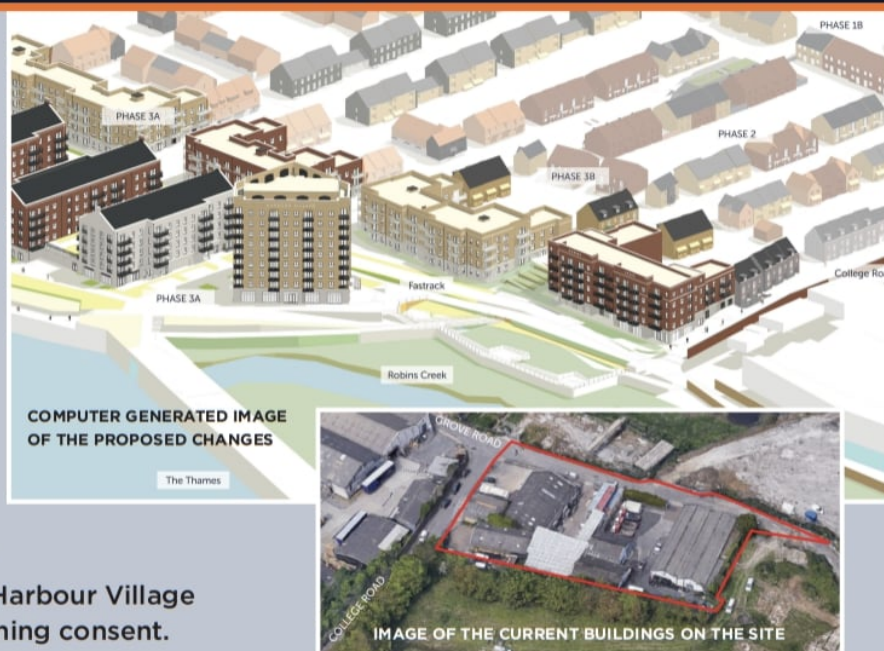 PHASE 1B
PHASE 3A
PHASE 2
PHASE 3B
College Ro
Fastrack
PHASE 3A
Robins Creek
COMPUTER GENERATED IMAGE
OF THE PROPOSED CHANGES
The Thames
GROVE ROAD
COLLEGE ROAD
IMAGE OF THE CURRENT BUILDINGS ON THE SITE
Harbour Village
ning consent.